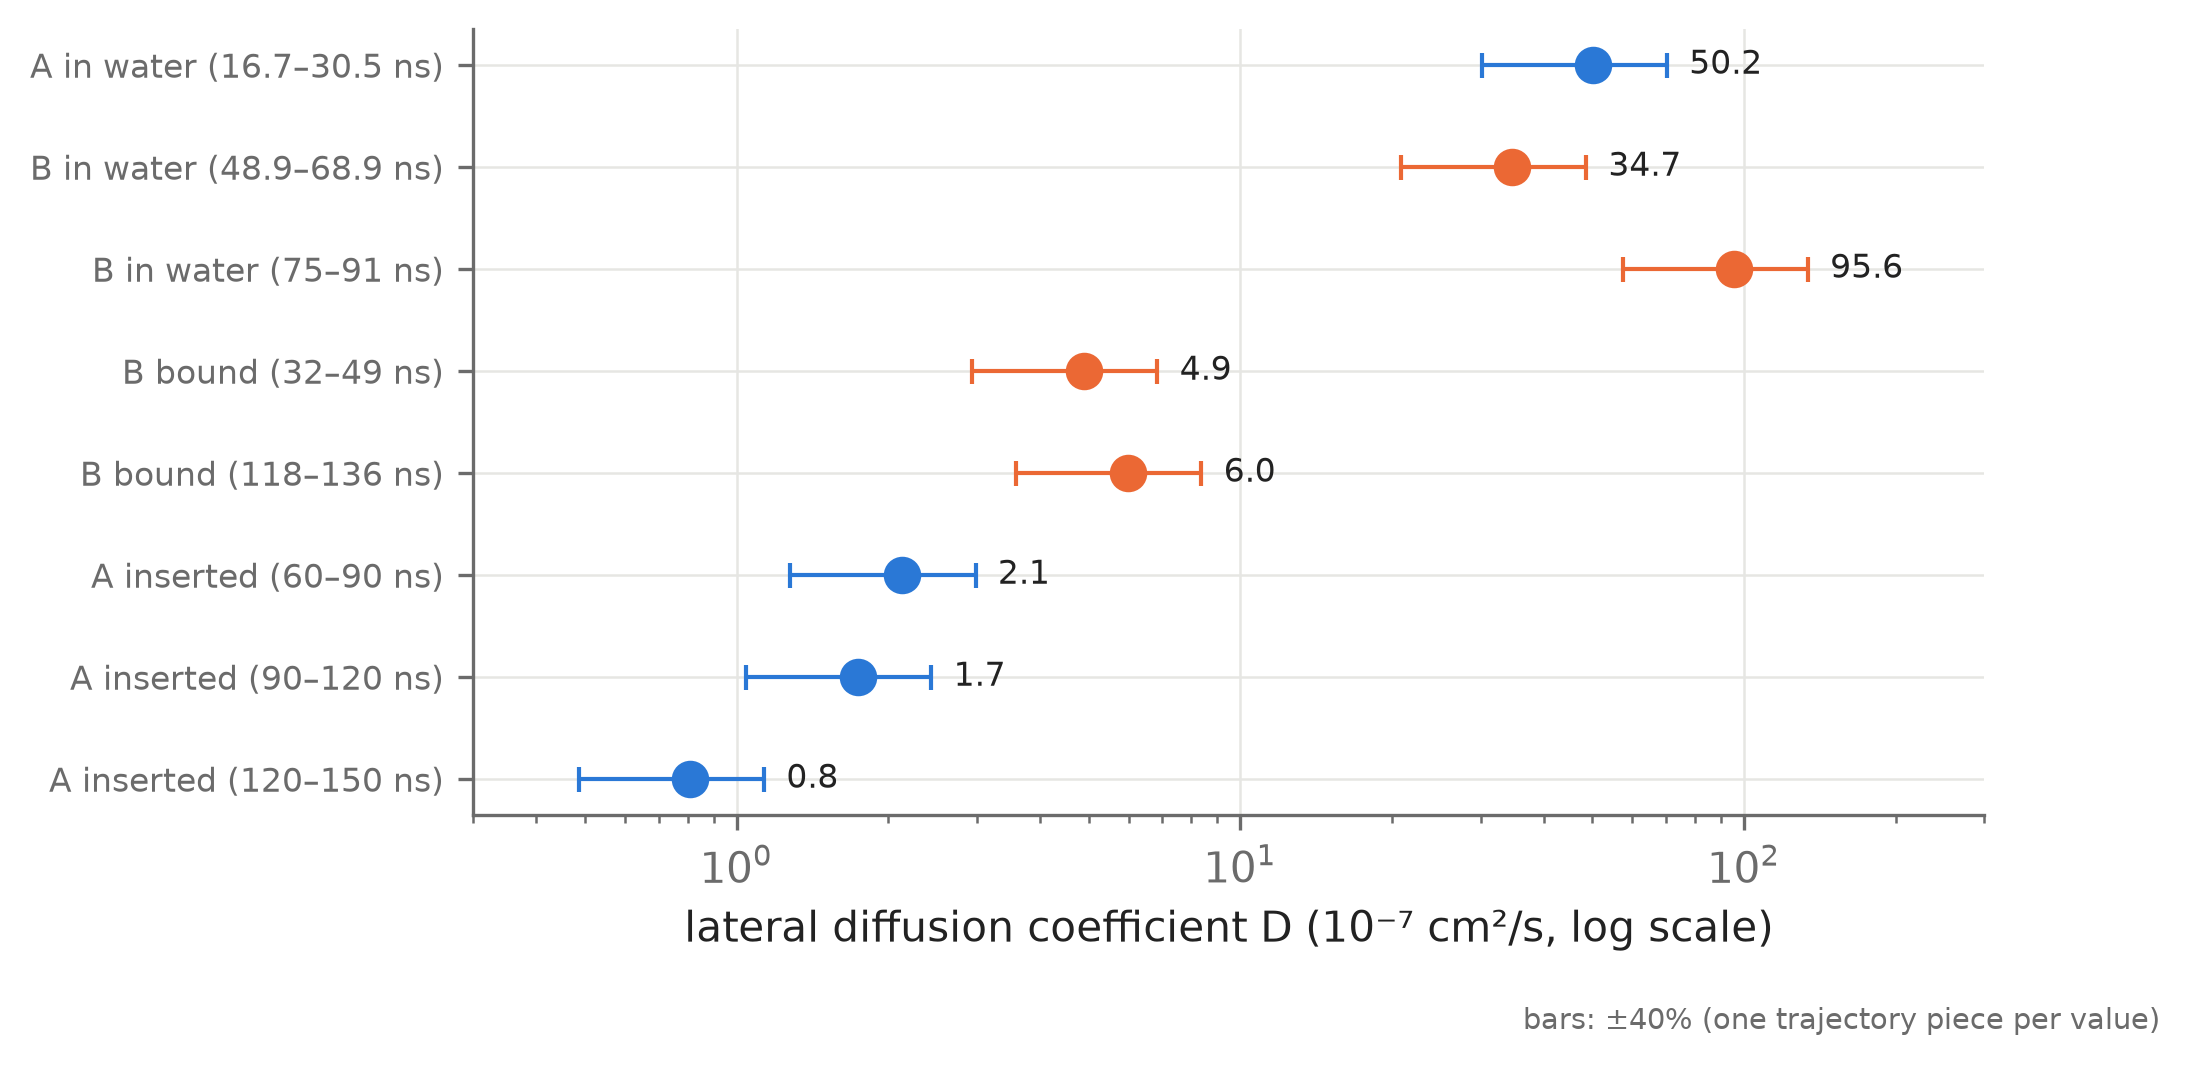 A in water (16.7–30.5 ns)
50.2
B in water (48.9–68.9 ns)
34.7
B in water (75–91 ns)
95.6
B bound (32–49 ns)
4.9
B bound (118–136 ns)
6.0
A inserted (60–90 ns)
2.1
A inserted (90–120 ns)
1.7
A inserted (120–150 ns)
0.8
10⁰ 10¹ 10²
lateral diffusion coefficient D (10⁻⁷ cm²/s, log scale)
bars: ±40% (one trajectory piece per value)